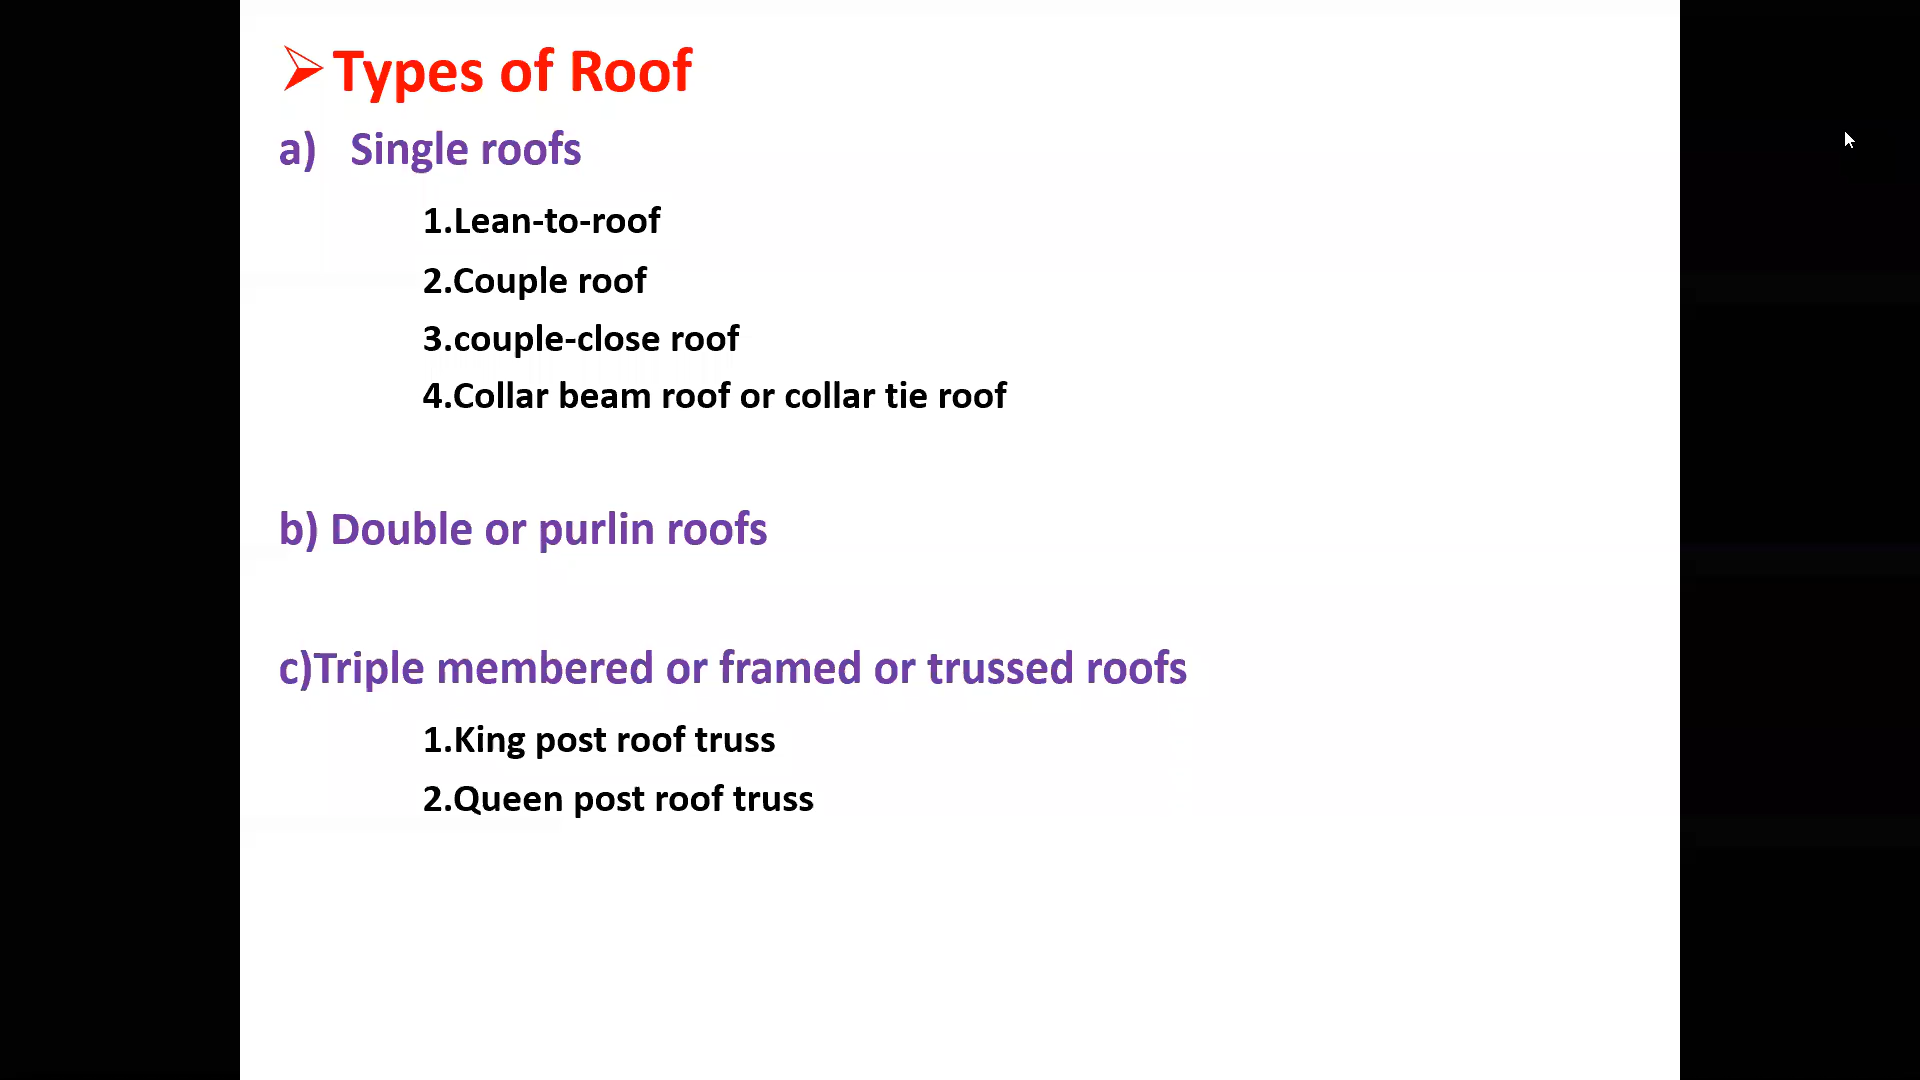 Types of Roof
a) Single roofs
1.Lean-to-roof
2.Couple roof
3.couple-close roof
4.Collar beam roof or collar tie roof
b) Double or purlin roofs
c)Triple membered or framed or trussed roofs
1.King post roof truss
2.Queen post roof truss